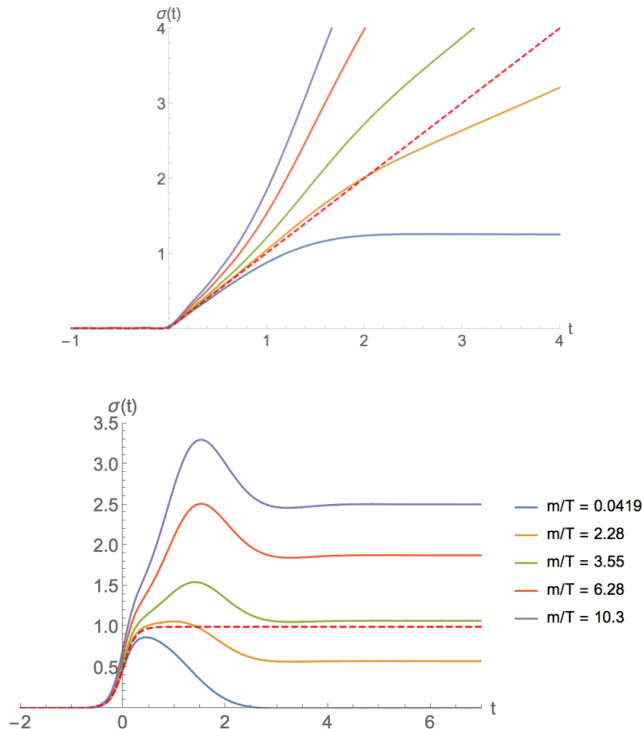 σ(t)
4
3
2
1
-1
1
2
3
4
t
σ(t)
3.5
3.0
2.5
2.0
1.5
1.0
0.5
-2
0
2
4
6
t
m/T = 0.0419
m/T = 2.28
m/T = 3.55
m/T = 6.28
m/T = 10.3